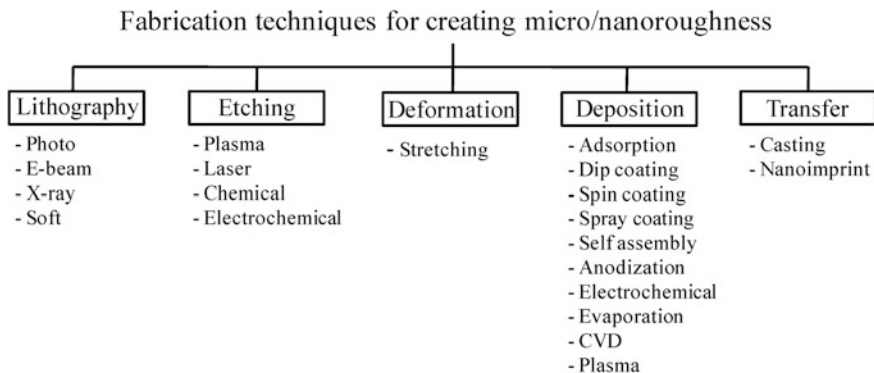 Fabrication techniques for creating micro/nanoroughness
Lithography
- Photo
- E-beam
- X-ray
- Soft
Etching
- Plasma
- Laser
- Chemical
- Electrochemical
Deformation
- Stretching
Deposition
- Adsorption
- Dip coating
- Spin coating
- Spray coating
- Self assembly
- Anodization
- Electrochemical
- Evaporation
- CVD
- Plasma
Transfer
- Casting
- Nanoimprint